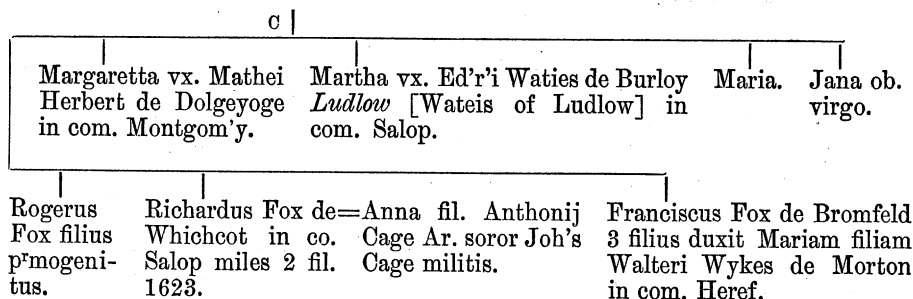 C
Margaretta vx. Mathei
Herbert de Dolgeyoge
in com. Montgom'y.
Martha vx. Ed'r'i Waties de Burloy
Ludlow [Wateis of Ludlow] in
com. Salop.
Maria.
Jana ob.
virgo.
Rogerus
Fox filius
pʳmogeni-
tus.
Richardus Fox de=
Whichcot in co.
Salop miles 2 fil.
1623.
Anna fil. Anthonij
Cage Ar. soror Joh's
Cage militis.
Franciscus Fox de Bromfeld
3 filius duxit Mariam filiam
Walteri Wykes de Morton
in com. Heref.